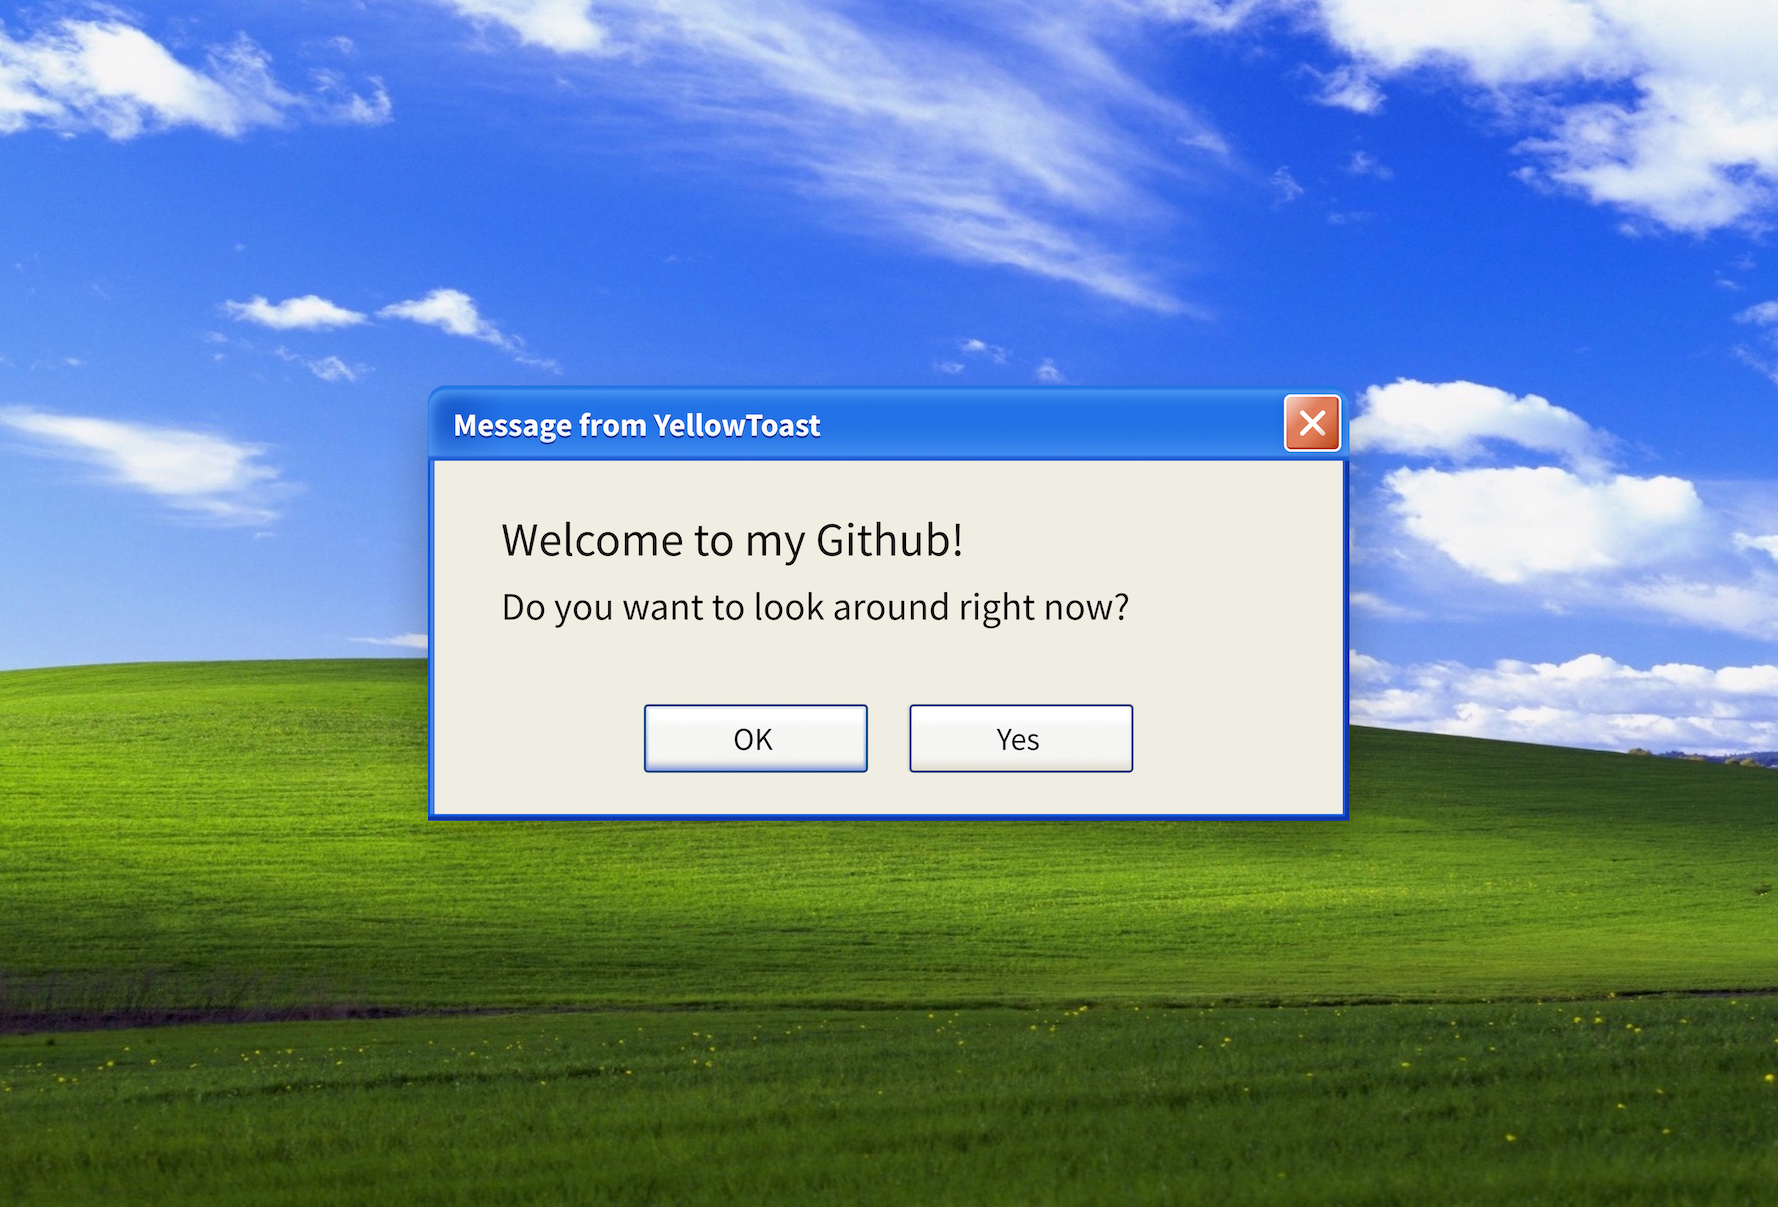 Message from YellowToast
Welcome to my Github!
Do you want to look around right now?
OK
Yes